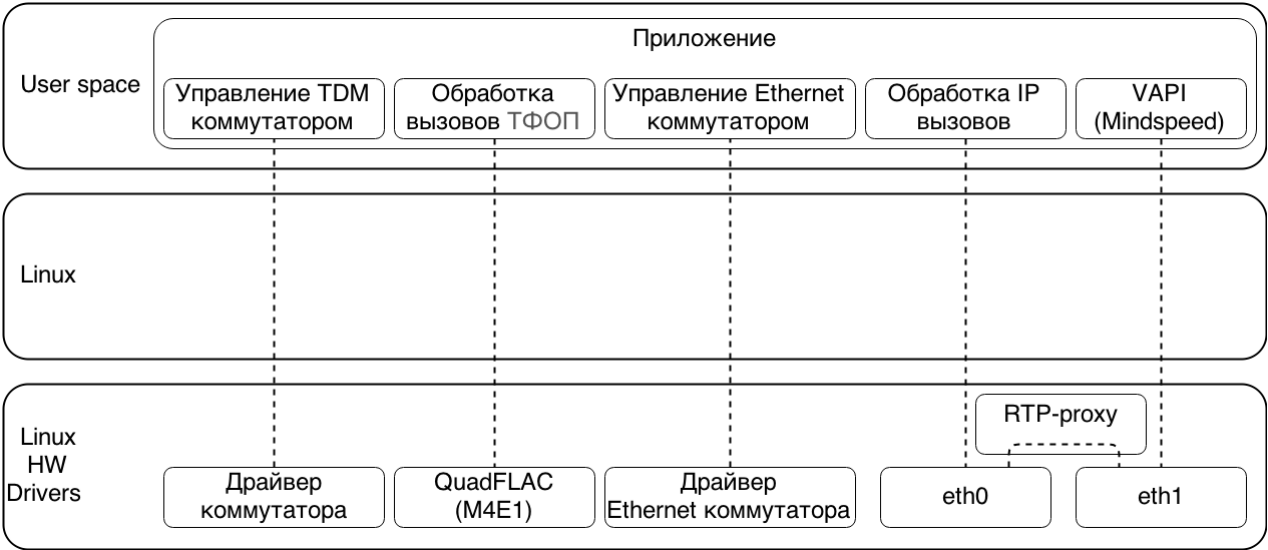 Приложение
User space
Управление TDM
коммутатором
Обработка
вызовов ТФОП
Управление Ethernet
коммутатором
Обработка IP
вызовов
VAPI
(Mindspeed)
Linux
Linux
HW
Drivers
RTP-proxy
Драйвер
коммутатора
QuadFLAC
(M4E1)
Драйвер
Ethernet коммутатора
eth0
eth1